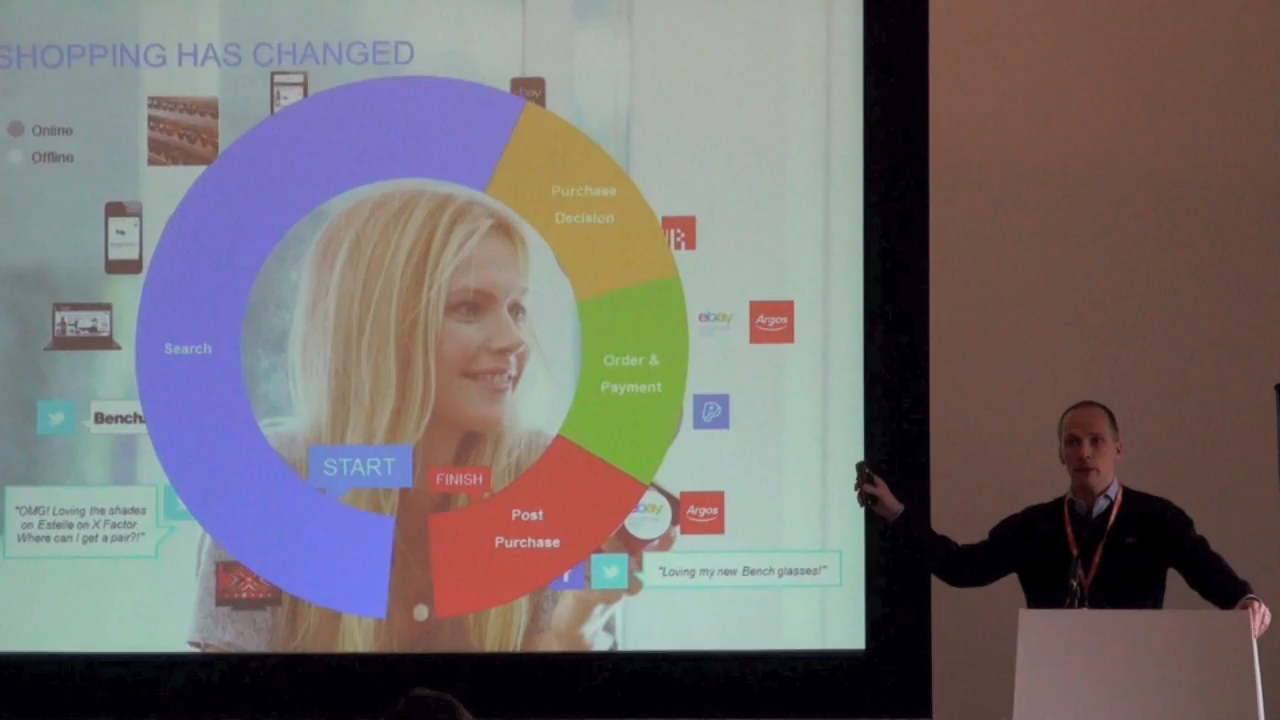 SHOPPING HAS CHANGED
Online
Offline
ebay
Purchase
Decision
ebay
Argos
Search
Order &
Payment
Bench.
START
FINISH
"OMG! Loving the shades
on Estelle on X Factor.
Where can I get a pair?!"
Post
Purchase
ebay
Argos
"Loving my new Bench glasses!"